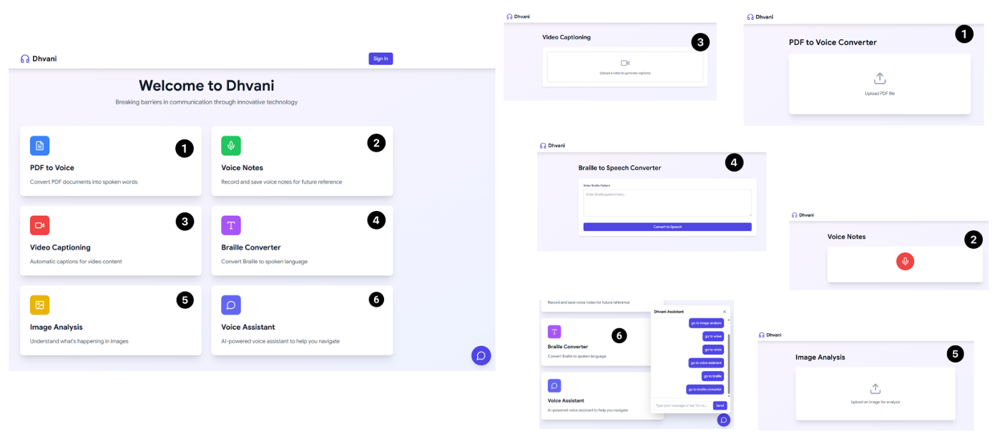 Dhvani
Sign In
Welcome to Dhvani
Breaking barriers in communication through innovative technology
1
PDF to Voice
Convert PDF documents into spoken words
2
Voice Notes
Record and save voice notes for future reference
3
Video Captioning
Automatic captions for video content
4
Braille Converter
Convert Braille to spoken language
5
Image Analysis
Understand what's happening in images
6
Voice Assistant
AI-powered voice assistant to help you navigate
Dhvani
Video Captioning
3
Upload a video to generate captions
Dhvani
1
PDF to Voice Converter
Upload PDF file
Dhvani
4
Braille to Speech Converter
Enter Braille Pattern
Enter Braille pattern here...
Convert to Speech
Dhvani
Voice Notes
2
Record and save voice notes for future reference
6
Braille Converter
Convert Braille to spoken language
Voice Assistant
AI-powered voice assistant to help you navigate
Dhvani Assistant
go to image analysis
go to voive
go to voice
go to voice assistant
go to braille
go to braille converter
Type your message or say 'Go to...
Send
Dhvani
Image Analysis
5
Upload an image for analysis